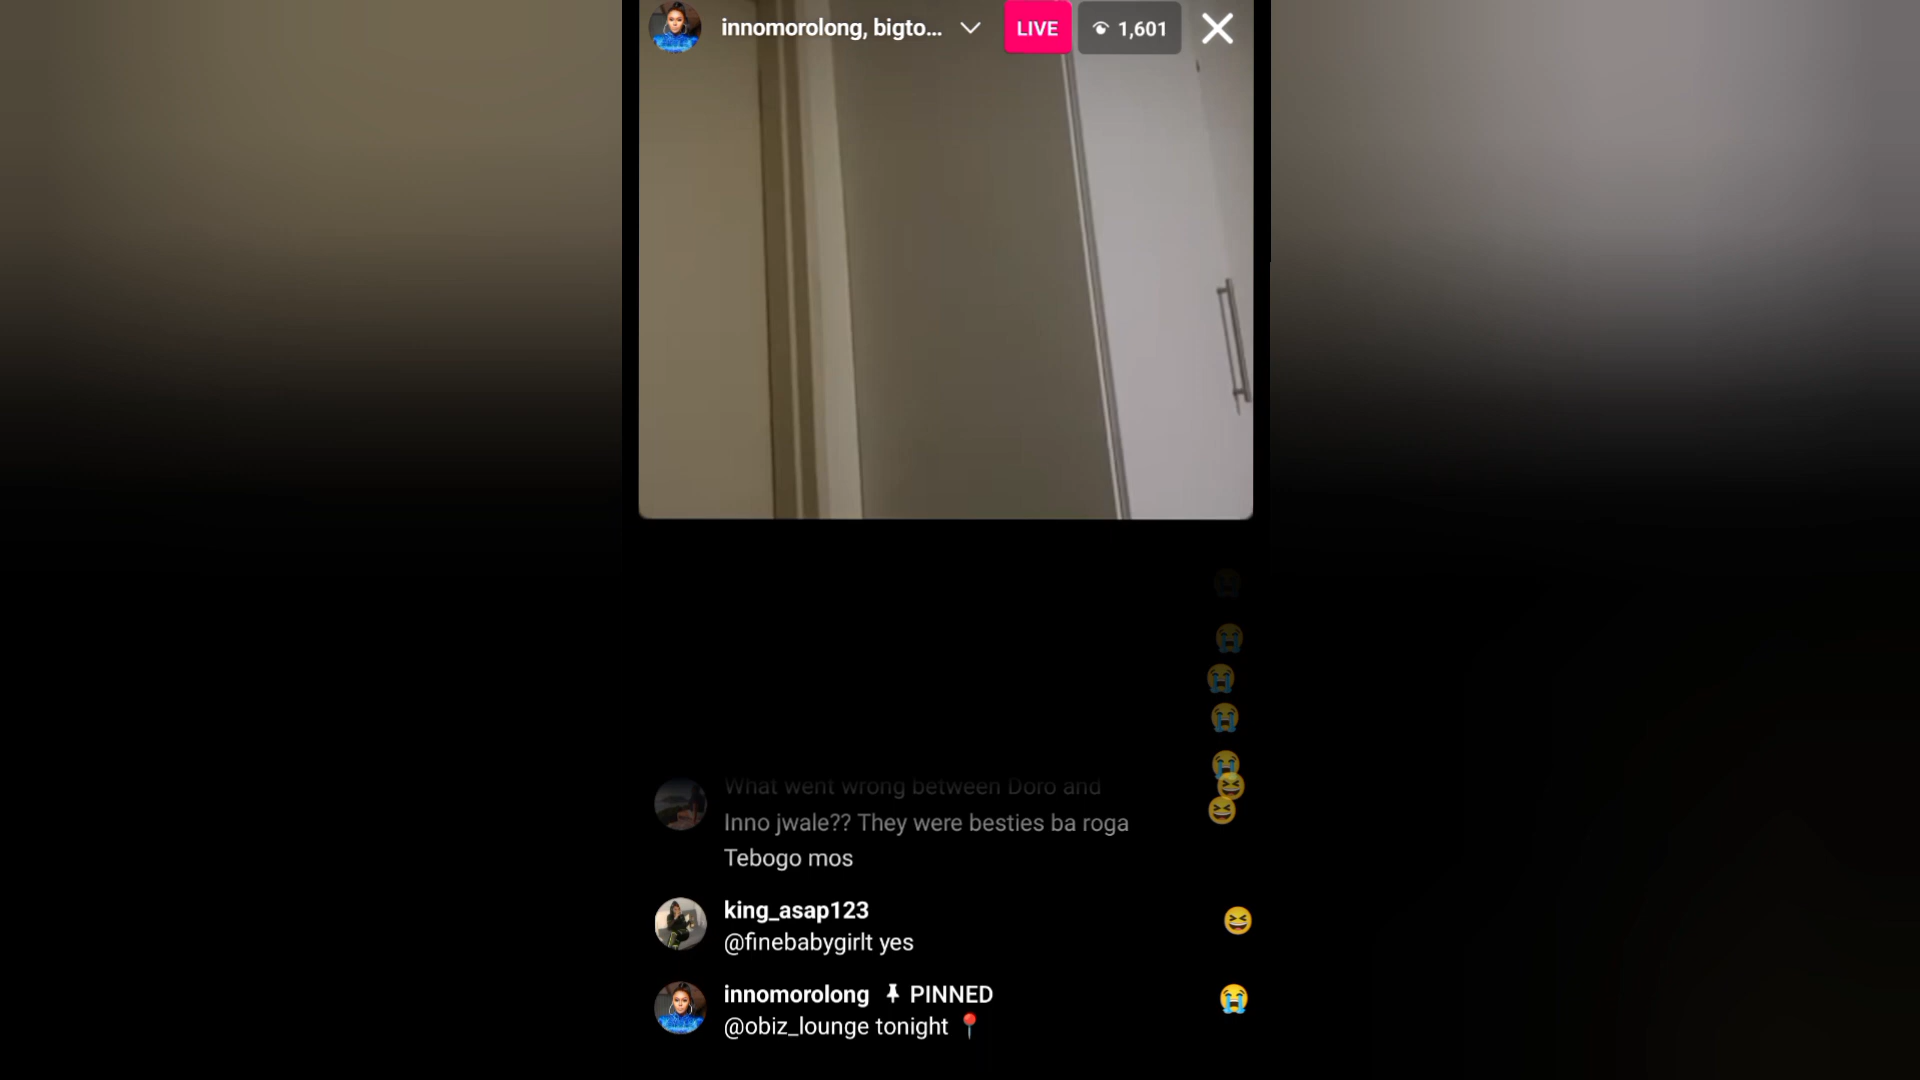 innomorolong, bigto...
LIVE
1,601
What went wrong between Doro and
Inno jwale?? They were besties ba roga
Tebogo mos
king_asap123
@finebabygirlt yes
innomorolong PINNED
@obiz_lounge tonight